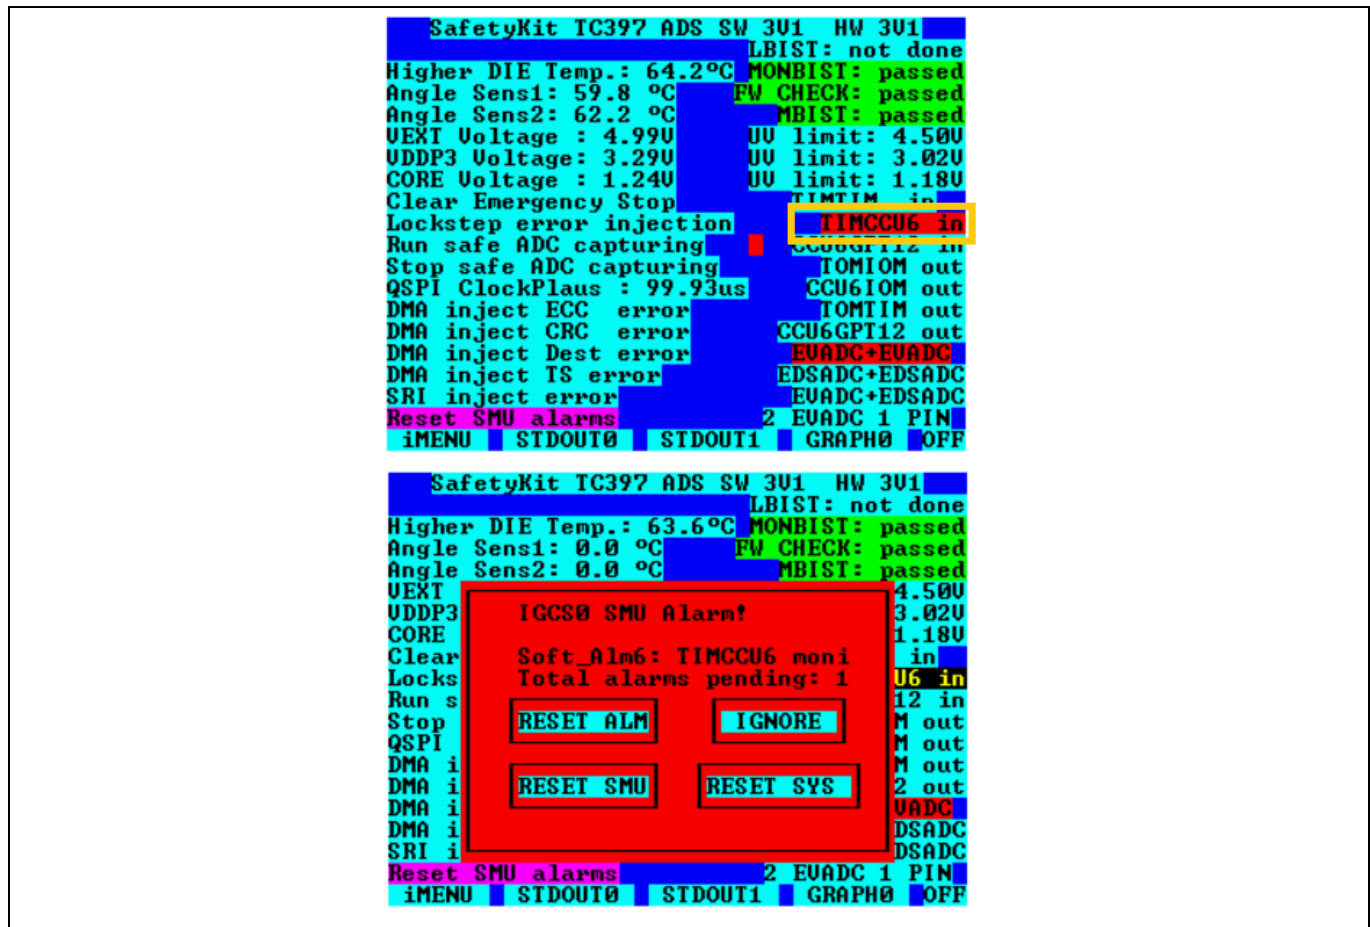 SafetyKit TC397 ADS SW 3V1 HW 3V1
LBIST: not done
Higher DIE Temp.: 64.2ºC MONBIST: passed
Angle Sens1: 59.8 ºC FW CHECK: passed
Angle Sens2: 62.2 ºC MBIST: passed
VEXT Voltage : 4.99V UV limit: 4.50V
VDDP3 Voltage: 3.29V UV limit: 3.02V
CORE Voltage : 1.24V UV limit: 1.18V
Clear Emergency Stop TIMTIM in
Lockstep error injection TIMCCU6 in
Run safe ADC capturing CCU6GPT12 in
Stop safe ADC capturing TOMIOM out
QSPI ClockPlaus : 99.93us CCU6IOM out
DMA inject ECC error TOMTIM out
DMA inject CRC error CCU6GPT12 out
DMA inject Dest error EVADC+EVADC
DMA inject TS error EDSADC+EDSADC
SRI inject error EVADC+EDSADC
Reset SMU alarms 2 EVADC 1 PIN
iMENU STDOUT0 STDOUT1 GRAPH0 OFF
SafetyKit TC397 ADS SW 3V1 HW 3V1
LBIST: not done
Higher DIE Temp.: 63.6ºC MONBIST: passed
Angle Sens1: 0.0 ºC FW CHECK: passed
Angle Sens2: 0.0 ºC MBIST: passed
VEXT 4.50V
VDDP3 IGCS0 SMU Alarm! 3.02V
CORE 1.18V
Clear Soft_Alm6: TIMCCU6 moni in
Locks Total alarms pending: 1 U6 in
Run s 12 in
Stop RESET ALM IGNORE M out
QSPI M out
DMA i M out
DMA i RESET SMU RESET SYS 2 out
DMA i VADC
DMA i DSADC
SRI i DSADC
Reset SMU alarms 2 EVADC 1 PIN
iMENU STDOUT0 STDOUT1 GRAPH0 OFF